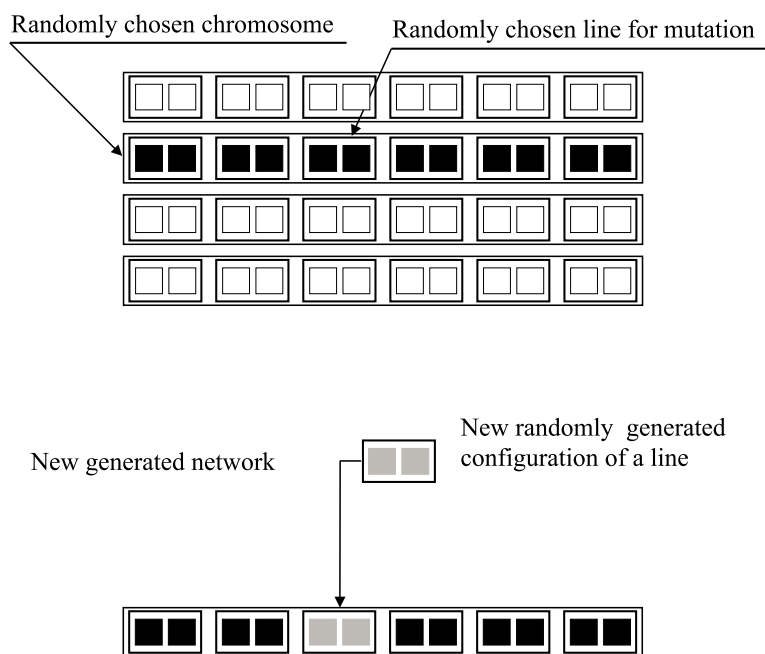 Randomly chosen chromosome
Randomly chosen line for mutation
New randomly generated
configuration of a line
New generated network